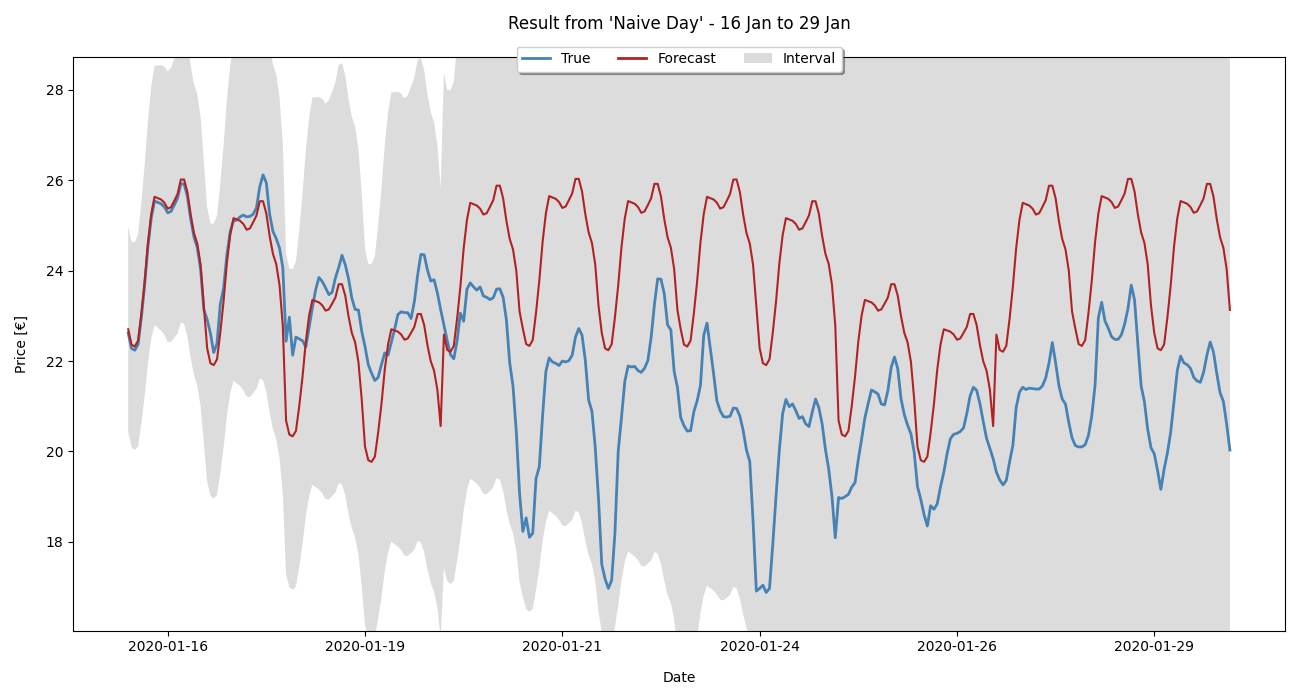 Result from 'Naive Day' - 16 Jan to 29 Jan
True Forecast Interval
Price [€]
28
26
24
22
20
18
2020-01-16 2020-01-19 2020-01-21 2020-01-24 2020-01-26 2020-01-29
Date